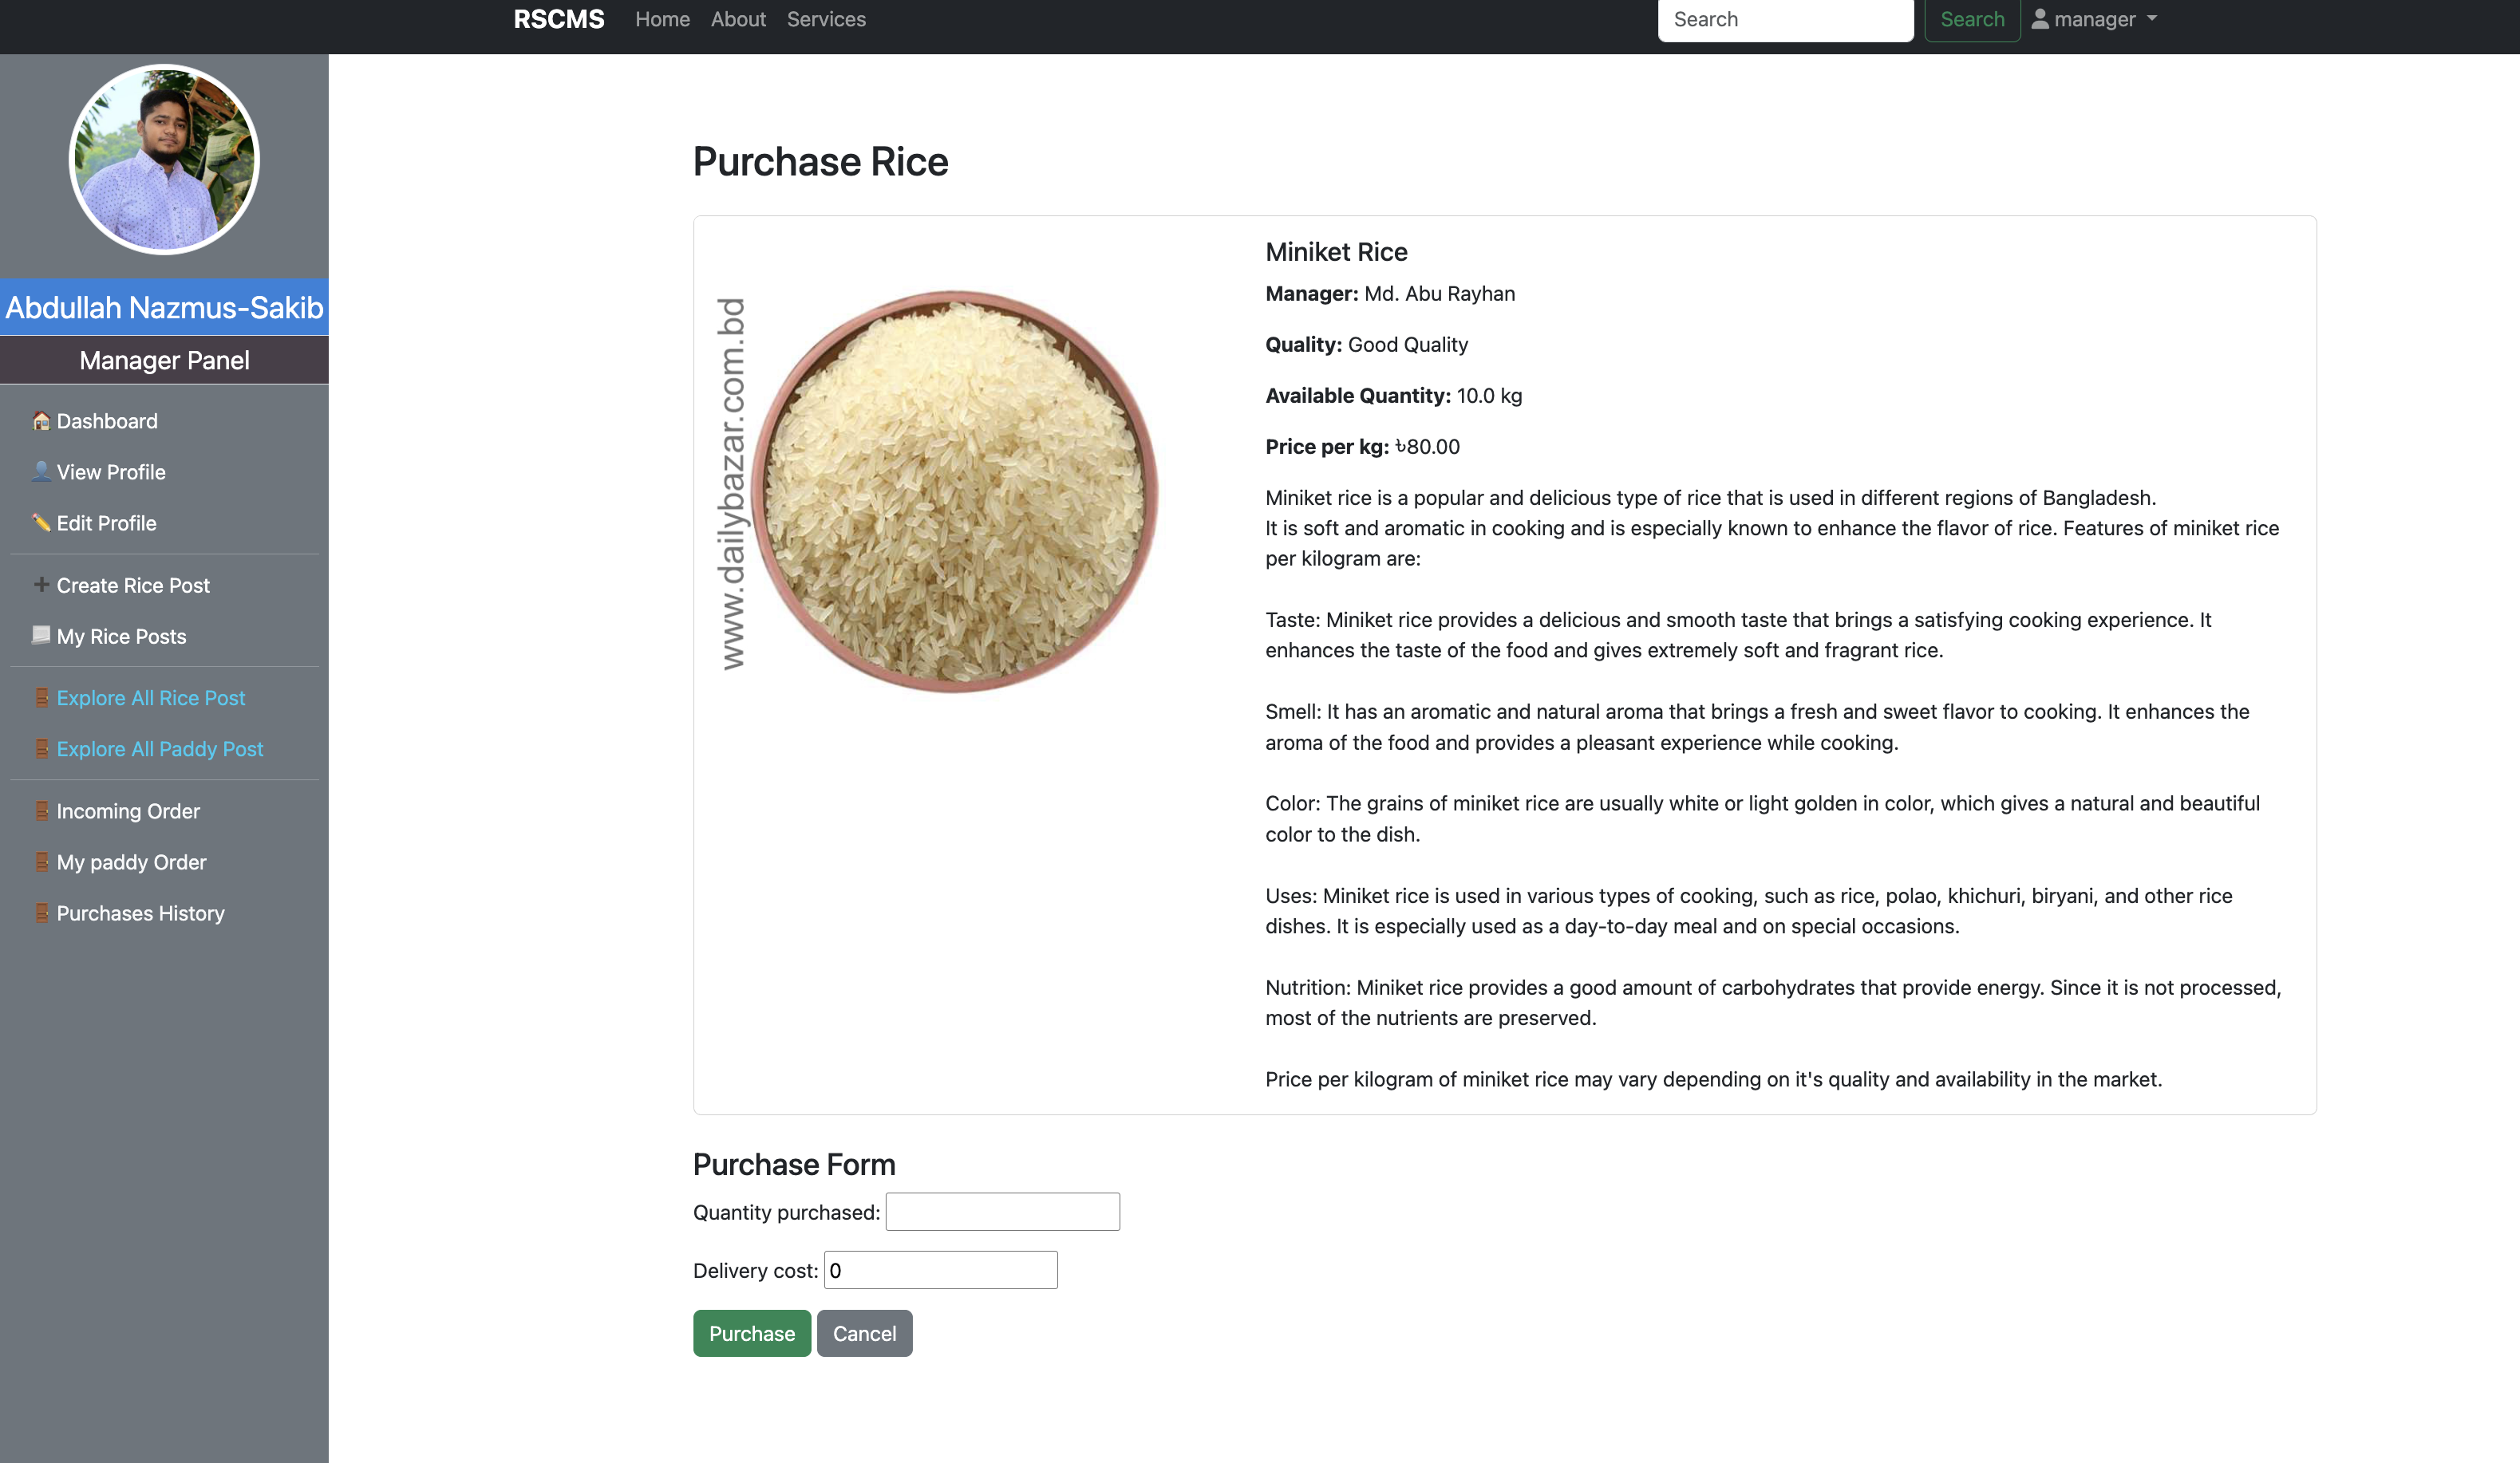 RSCMS Home About Services Search Search manager
Abdullah Nazmus-Sakib
Manager Panel
Dashboard
View Profile
Edit Profile
Create Rice Post
My Rice Posts
Explore All Rice Post
Explore All Paddy Post
Incoming Order
My paddy Order
Purchases History
Purchase Rice
www.dailybazar.com.bd
Miniket Rice
Manager: Md. Abu Rayhan
Quality: Good Quality
Available Quantity: 10.0 kg
Price per kg: ৳80.00
Miniket rice is a popular and delicious type of rice that is used in different regions of Bangladesh.
It is soft and aromatic in cooking and is especially known to enhance the flavor of rice. Features of miniket rice
per kilogram are:
Taste: Miniket rice provides a delicious and smooth taste that brings a satisfying cooking experience. It
enhances the taste of the food and gives extremely soft and fragrant rice.
Smell: It has an aromatic and natural aroma that brings a fresh and sweet flavor to cooking. It enhances the
aroma of the food and provides a pleasant experience while cooking.
Color: The grains of miniket rice are usually white or light golden in color, which gives a natural and beautiful
color to the dish.
Uses: Miniket rice is used in various types of cooking, such as rice, polao, khichuri, biryani, and other rice
dishes. It is especially used as a day-to-day meal and on special occasions.
Nutrition: Miniket rice provides a good amount of carbohydrates that provide energy. Since it is not processed,
most of the nutrients are preserved.
Price per kilogram of miniket rice may vary depending on it's quality and availability in the market.
Purchase Form
Quantity purchased:
Delivery cost: 0
Purchase Cancel